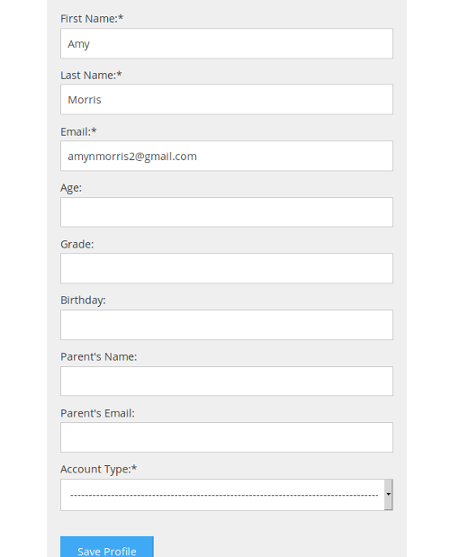 First Name:*
Amy
Last Name:*
Morris
Email:*
amynmorris2@gmail.com
Age:
Grade:
Birthday:
Parent's Name:
Parent's Email:
Account Type:*
--------------------------------------------------------------------------------
Save Profile